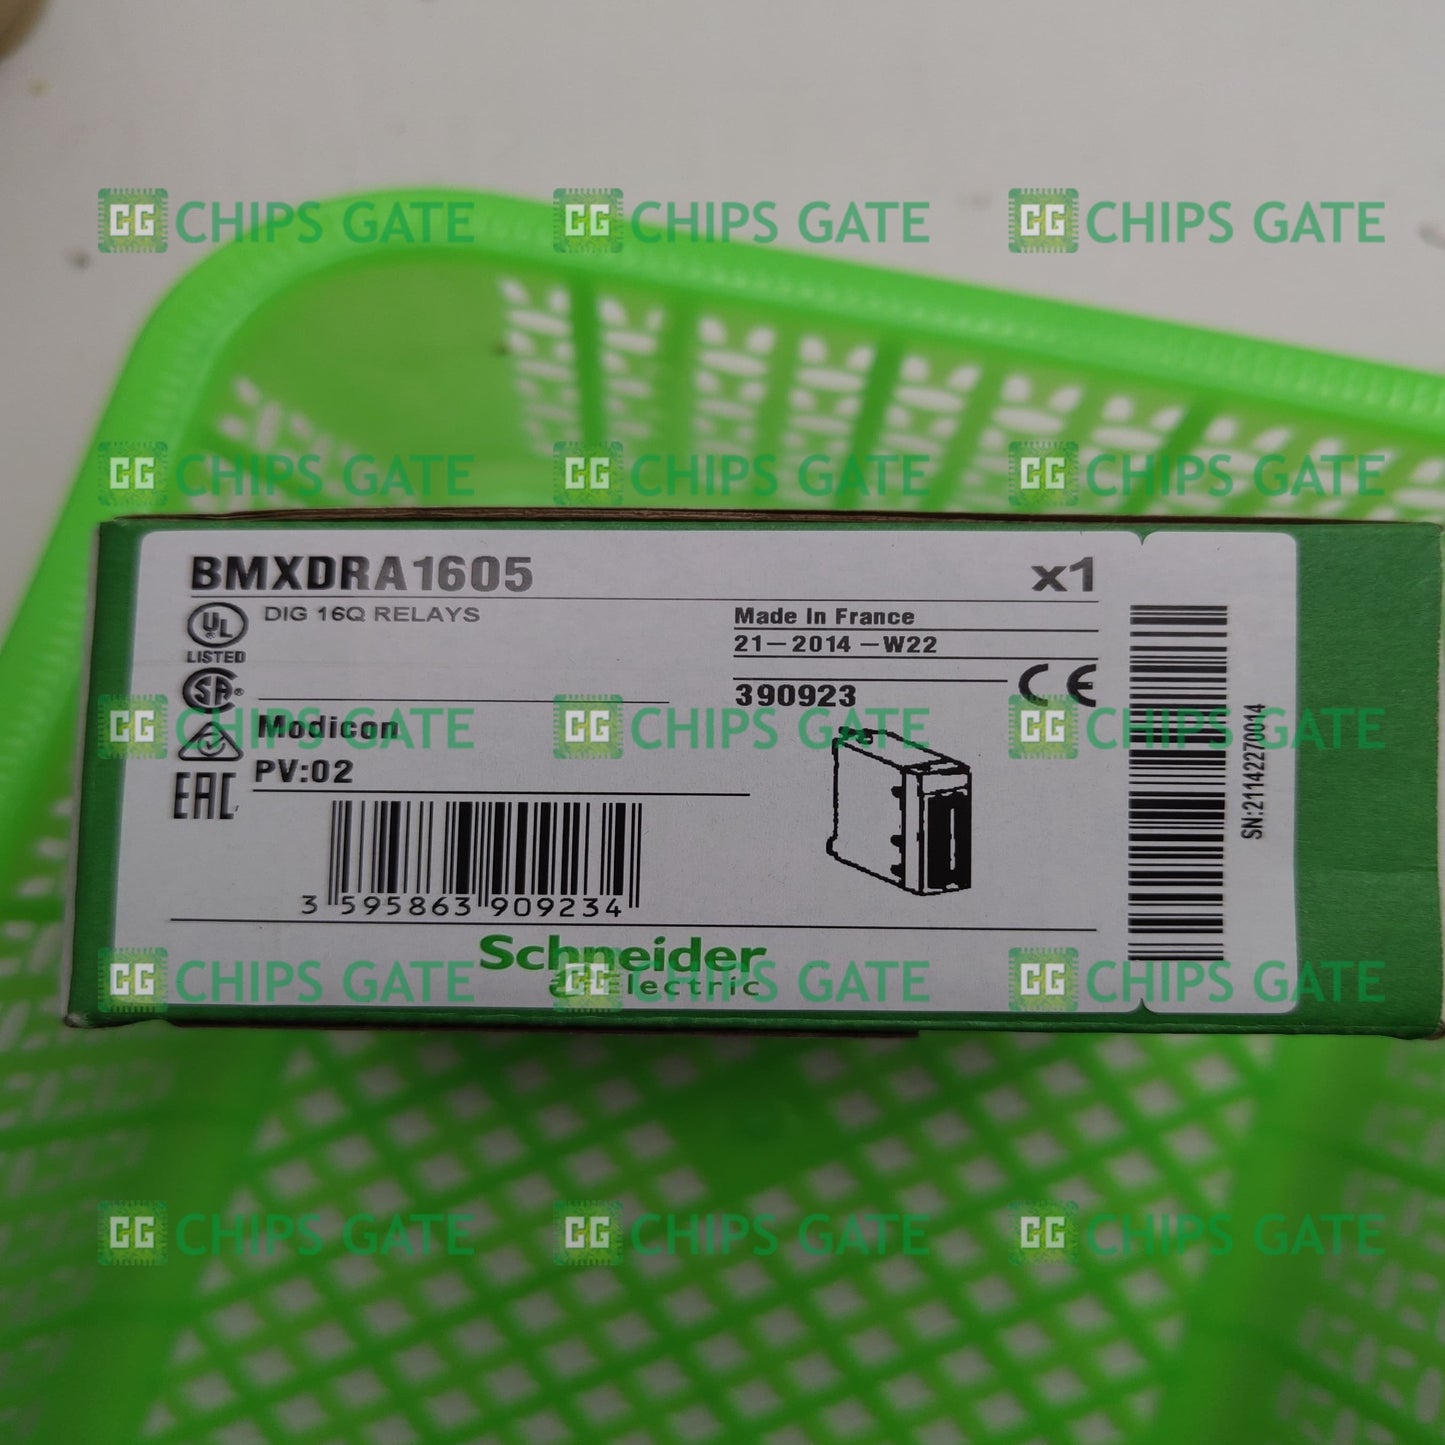 CG CHIPS GATE CG CHIPS GATE CG CHIPS GATE
CG CHIPS GATE CG CHIPS GATE CG CHIPS GATE
BMXDRA1605 x1
UL LISTED
DIG 16Q RELAYS
Made In France
21-2014-W22
SA
390923 CE
CG CHIPS GATE CG CHIPS GATE CG CHIPS GATE
Modicon
PV:02
EAC
SN:21142270014
3 595863 909234
Schneider
Electric
CG CHIPS GATE CG CHIPS GATE CG CHIPS GATE
CG CHIPS GATE CG CHIPS GATE CG CHIPS GATE